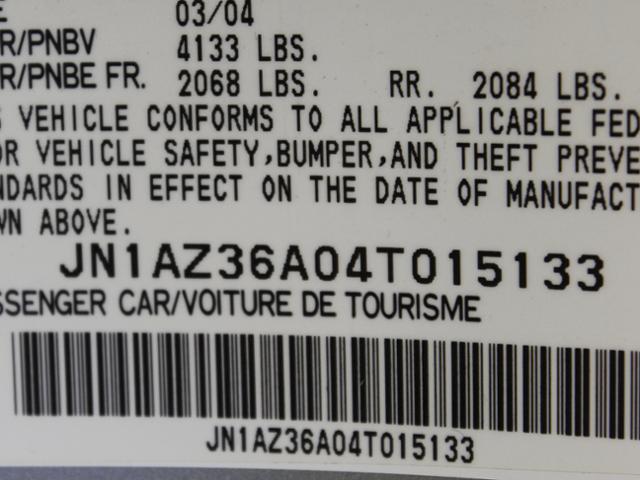 E 03/04
R/PNBV 4133 LBS.
R/PNBE FR. 2068 LBS. RR. 2084 LBS.
S VEHICLE CONFORMS TO ALL APPLICABLE FED
OR VEHICLE SAFETY,BUMPER,AND THEFT PREVE
NDARDS IN EFFECT ON THE DATE OF MANUFACT
WN ABOVE.
JN1AZ36A04T015133
SSENGER CAR/VOITURE DE TOURISME
JN1AZ36A04T015133